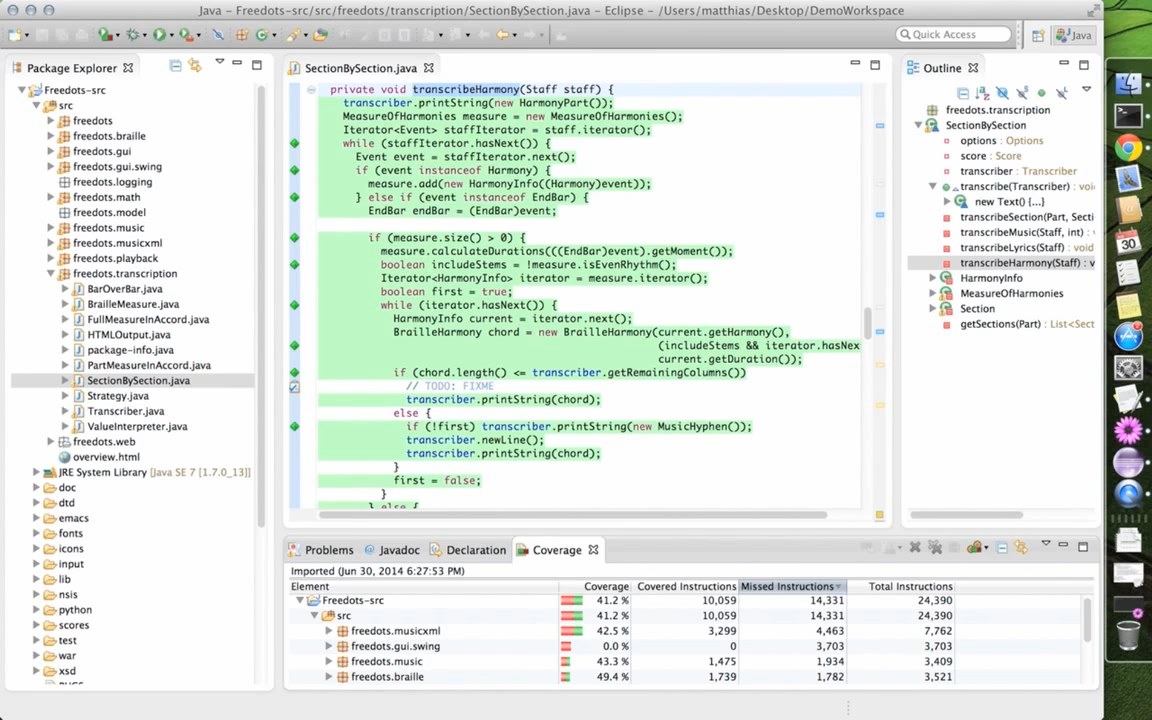 Java – Freedots-src/src/freedots/transcription/SectionBySection.java – Eclipse – /Users/matthias/Desktop/DemoWorkspace
Quick Access
Java
Package Explorer
Freedots-src
src
freedots
freedots.braille
freedots.gui
freedots.gui.swing
freedots.logging
freedots.math
freedots.model
freedots.music
freedots.musicxml
freedots.playback
freedots.transcription
BarOverBar.java
BrailleMeasure.java
FullMeasureInAccord.java
HTMLOutput.java
package-info.java
PartMeasureInAccord.java
SectionBySection.java
Strategy.java
Transcriber.java
ValueInterpreter.java
freedots.web
overview.html
JRE System Library [Java SE 7 [1.7.0_13]]
doc
dtd
emacs
fonts
icons
input
lib
nsis
python
scores
test
war
xsd
SectionBySection.java
private void transcribeHarmony(Staff staff) {
transcriber.printString(new HarmonyPart());
MeasureOfHarmonies measure = new MeasureOfHarmonies();
Iterator<Event> staffIterator = staff.iterator();
while (staffIterator.hasNext()) {
Event event = staffIterator.next();
if (event instanceof Harmony) {
measure.add(new HarmonyInfo((Harmony)event));
} else if (event instanceof EndBar) {
EndBar endBar = (EndBar)event;
if (measure.size() > 0) {
measure.calculateDurations(((EndBar)event).getMoment());
boolean includeStems = !measure.isEvenRhythm();
Iterator<HarmonyInfo> iterator = measure.iterator();
boolean first = true;
while (iterator.hasNext()) {
HarmonyInfo current = iterator.next();
BrailleHarmony chord = new BrailleHarmony(current.getHarmony(),
(includeStems && iterator.hasNex
current.getDuration());
if (chord.length() <= transcriber.getRemainingColumns())
// TODO: FIXME
transcriber.printString(chord);
else {
if (!first) transcriber.printString(new MusicHyphen());
transcriber.newLine();
transcriber.printString(chord);
}
first = false;
}
} else {
Outline
freedots.transcription
SectionBySection
options : Options
score : Score
transcriber : Transcriber
transcribe(Transcriber) : voi
new Text() {...}
transcribeSection(Part, Secti
transcribeMusic(Staff, int) : v
transcribeLyrics(Staff) : void
transcribeHarmony(Staff) : v
HarmonyInfo
MeasureOfHarmonies
Section
getSections(Part) : List<Sect
30
Problems Javadoc Declaration Coverage
Imported (Jun 30, 2014 6:27:53 PM)
Element Coverage Covered Instructions Missed Instructions Total Instructions
Freedots-src 41.2 % 10,059 14,331 24,390
src 41.2 % 10,059 14,331 24,390
freedots.musicxml 42.5 % 3,299 4,463 7,762
freedots.gui.swing 0.0 % 0 3,703 3,703
freedots.music 43.3 % 1,475 1,934 3,409
freedots.braille 49.4 % 1,739 1,782 3,521